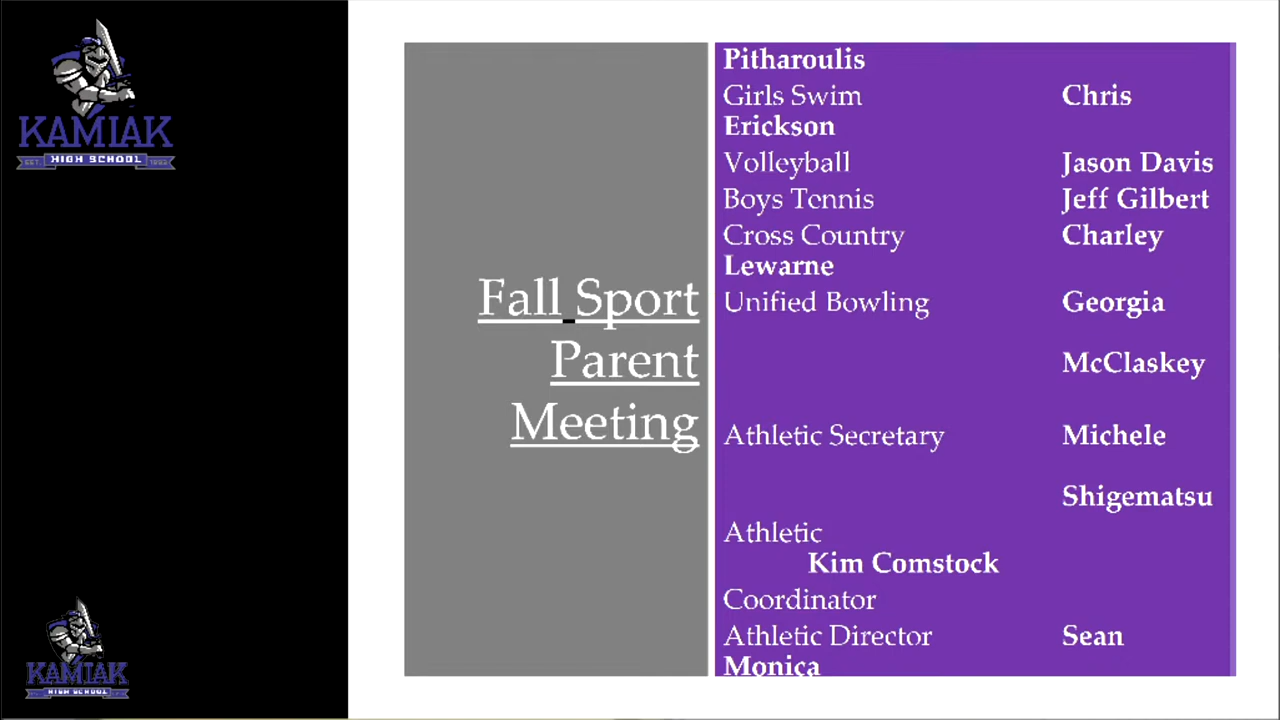 KAMIAK
EST. HIGH SCHOOL 1993
Fall Sport
Parent
Meeting
Pitharoulis
Girls Swim Chris
Erickson
Volleyball Jason Davis
Boys Tennis Jeff Gilbert
Cross Country Charley
Lewarne
Unified Bowling Georgia
McClaskey
Athletic Secretary Michele
Shigematsu
Athletic
Kim Comstock
Coordinator
Athletic Director Sean
Monica
KAMIAK
HIGH SCHOOL